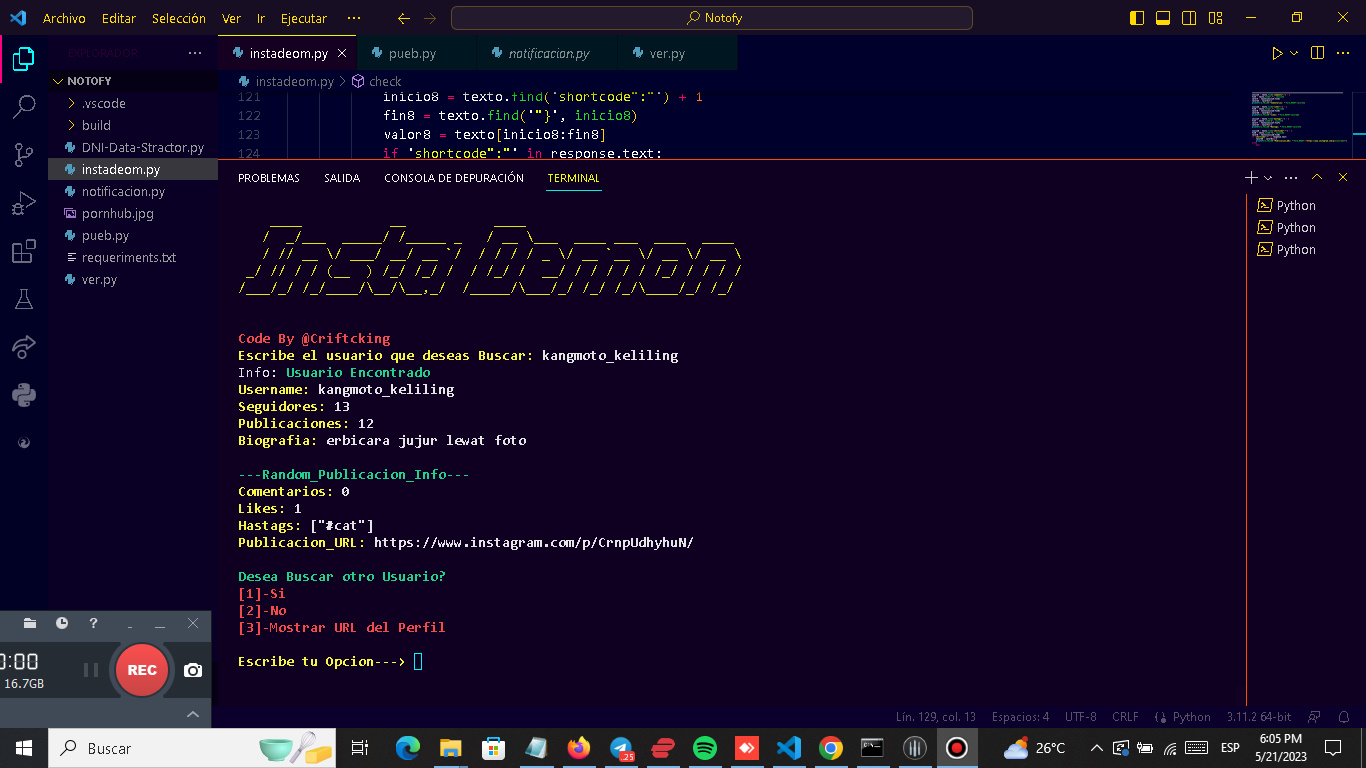 Archivo Editar Selección Ver Ir Ejecutar ···
Notofy
EXPLORADOR ···
NOTOFY
.vscode
build
DNI-Data-Stractor.py
instadeom.py
notificacion.py
pornhub.jpg
pueb.py
requeriments.txt
ver.py
instadeom.py pueb.py notificacion.py ver.py
instadeom.py > check
121 inicio8 = texto.find('shortcode":"') + 1
122 fin8 = texto.find('"}', inicio8)
123 valor8 = texto[inicio8:fin8]
124 if 'shortcode":"' in response.text:
PROBLEMAS SALIDA CONSOLA DE DEPURACIÓN TERMINAL
Python
Python
Python
Insta Demon
Code By @Criftcking
Escribe el usuario que deseas Buscar: kangmoto_keliling
Info: Usuario Encontrado
Username: kangmoto_keliling
Seguidores: 13
Publicaciones: 12
Biografia: erbicara jujur lewat foto
---Random_Publicacion_Info---
Comentarios: 0
Likes: 1
Hastags: ["#cat"]
Publicacion_URL: https://www.instagram.com/p/CrnpUdhyhuN/
Desea Buscar otro Usuario?
[1]-Si
[2]-No
[3]-Mostrar URL del Perfil
Escribe tu Opcion--->
?
0:00
REC
16.7GB
Lín. 129, col. 13 Espacios: 4 UTF-8 CRLF Python 3.11.2 64-bit
Buscar
.25
26°C
ESP
6:05 PM
5/21/2023